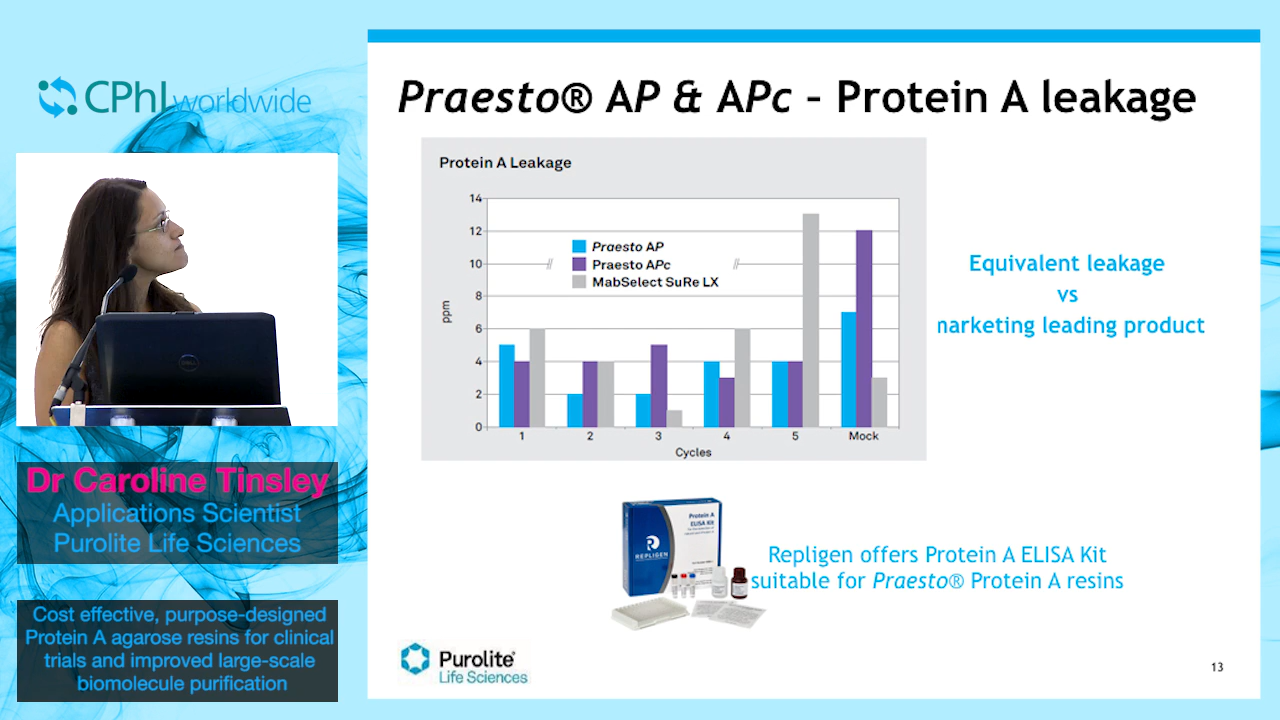 CPhI worldwide
Praesto® AP & APc – Protein A leakage
Protein A Leakage
14
12
10
8
6
4
2
0
ppm
Praesto AP
Praesto APc
MabSelect SuRe LX
1 2 3 4 5 Mock
Cycles
Equivalent leakage
vs
marketing leading product
DELL
Dr Caroline Tinsley
Applications Scientist
Purolite Life Sciences
Cost effective, purpose-designed
Protein A agarose resins for clinical
trials and improved large-scale
biomolecule purification
Protein A
ELISA Kit
REPLIGEN
Repligen offers Protein A ELISA Kit
suitable for Praesto® Protein A resins
Purolite®
Life Sciences
13